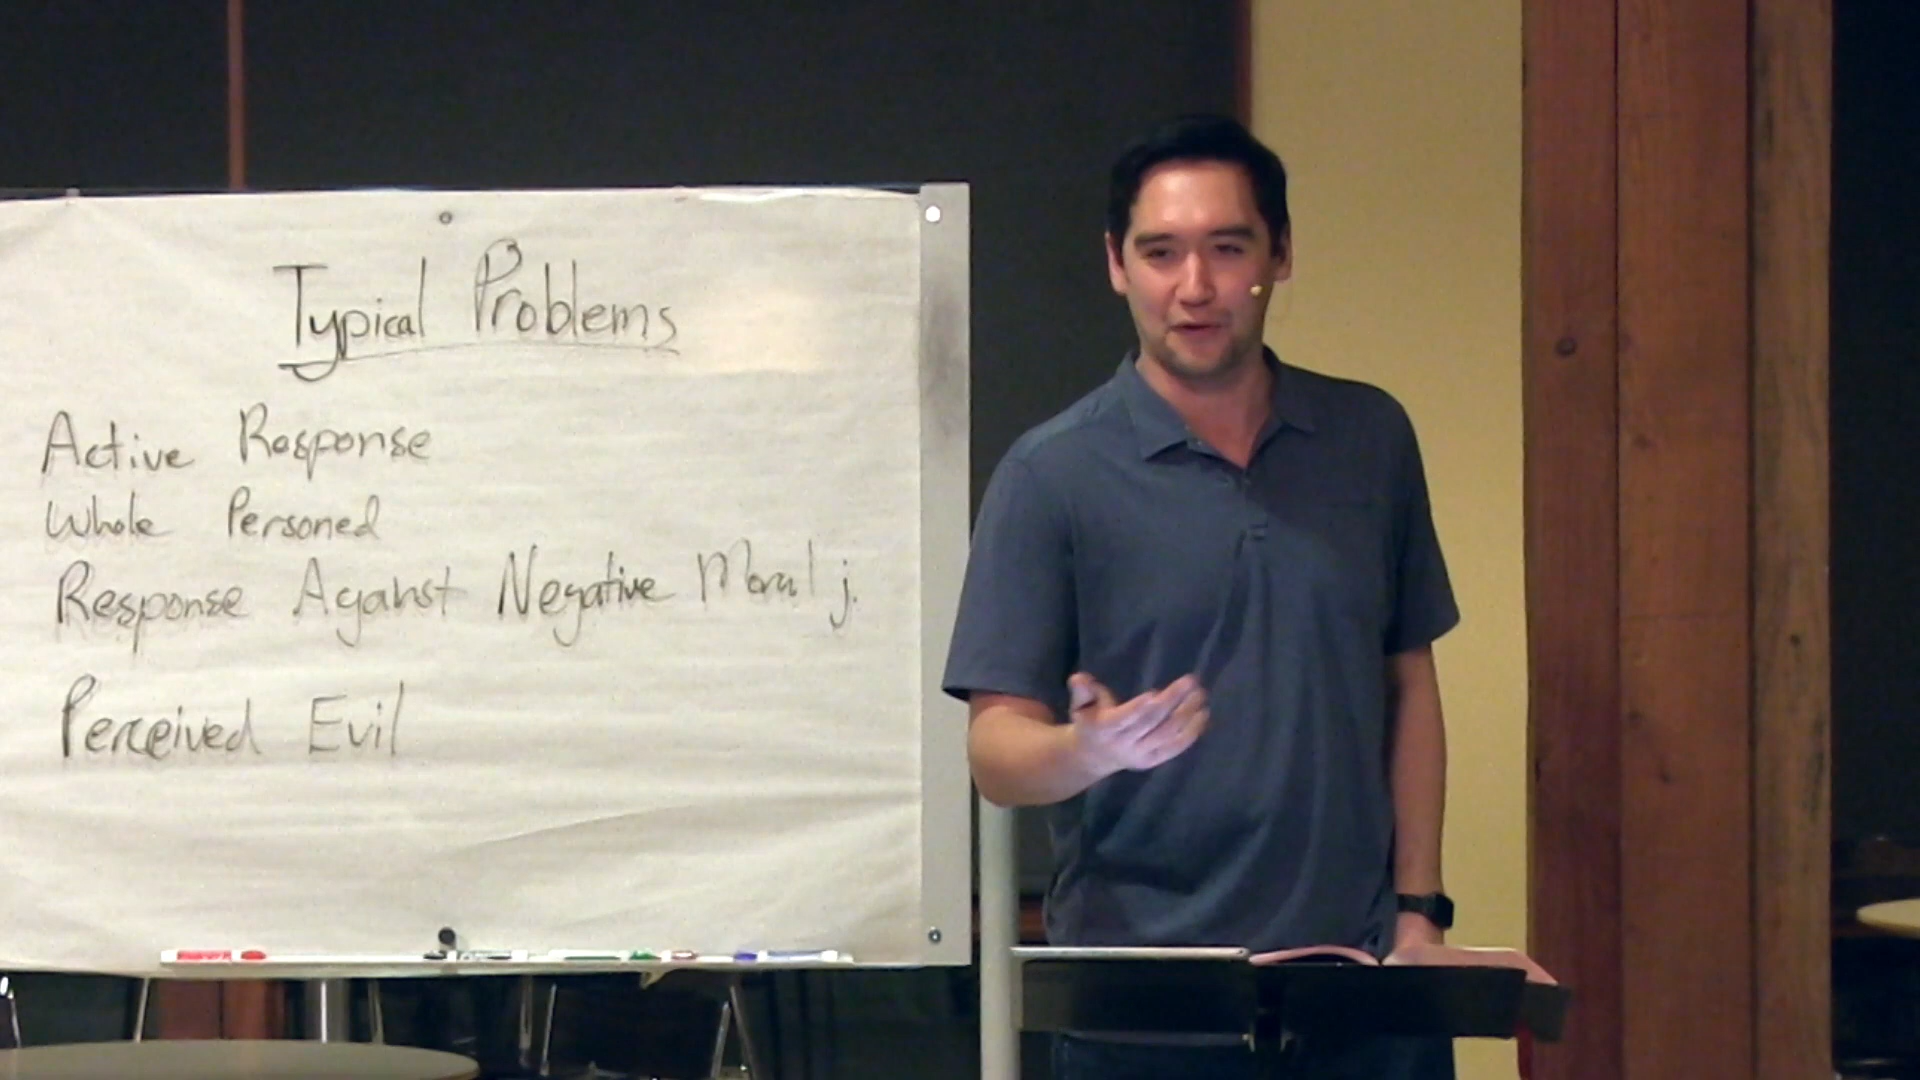 Typical Problems
Active Response
Whole Personed
Response Against Negative Moral j.
Perceived Evil